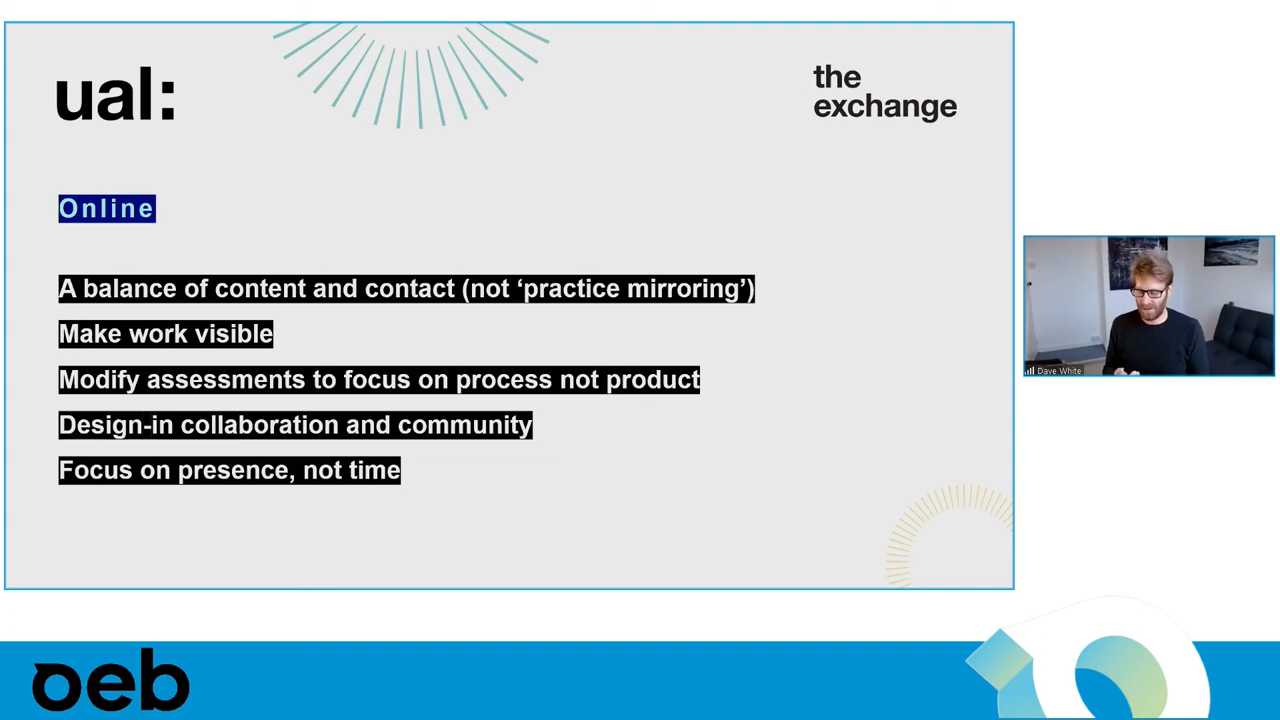 ual:
the
exchange
Online
A balance of content and contact (not ‘practice mirroring’)
Make work visible
Modify assessments to focus on process not product
Design-in collaboration and community
Focus on presence, not time
Dave White
oeb